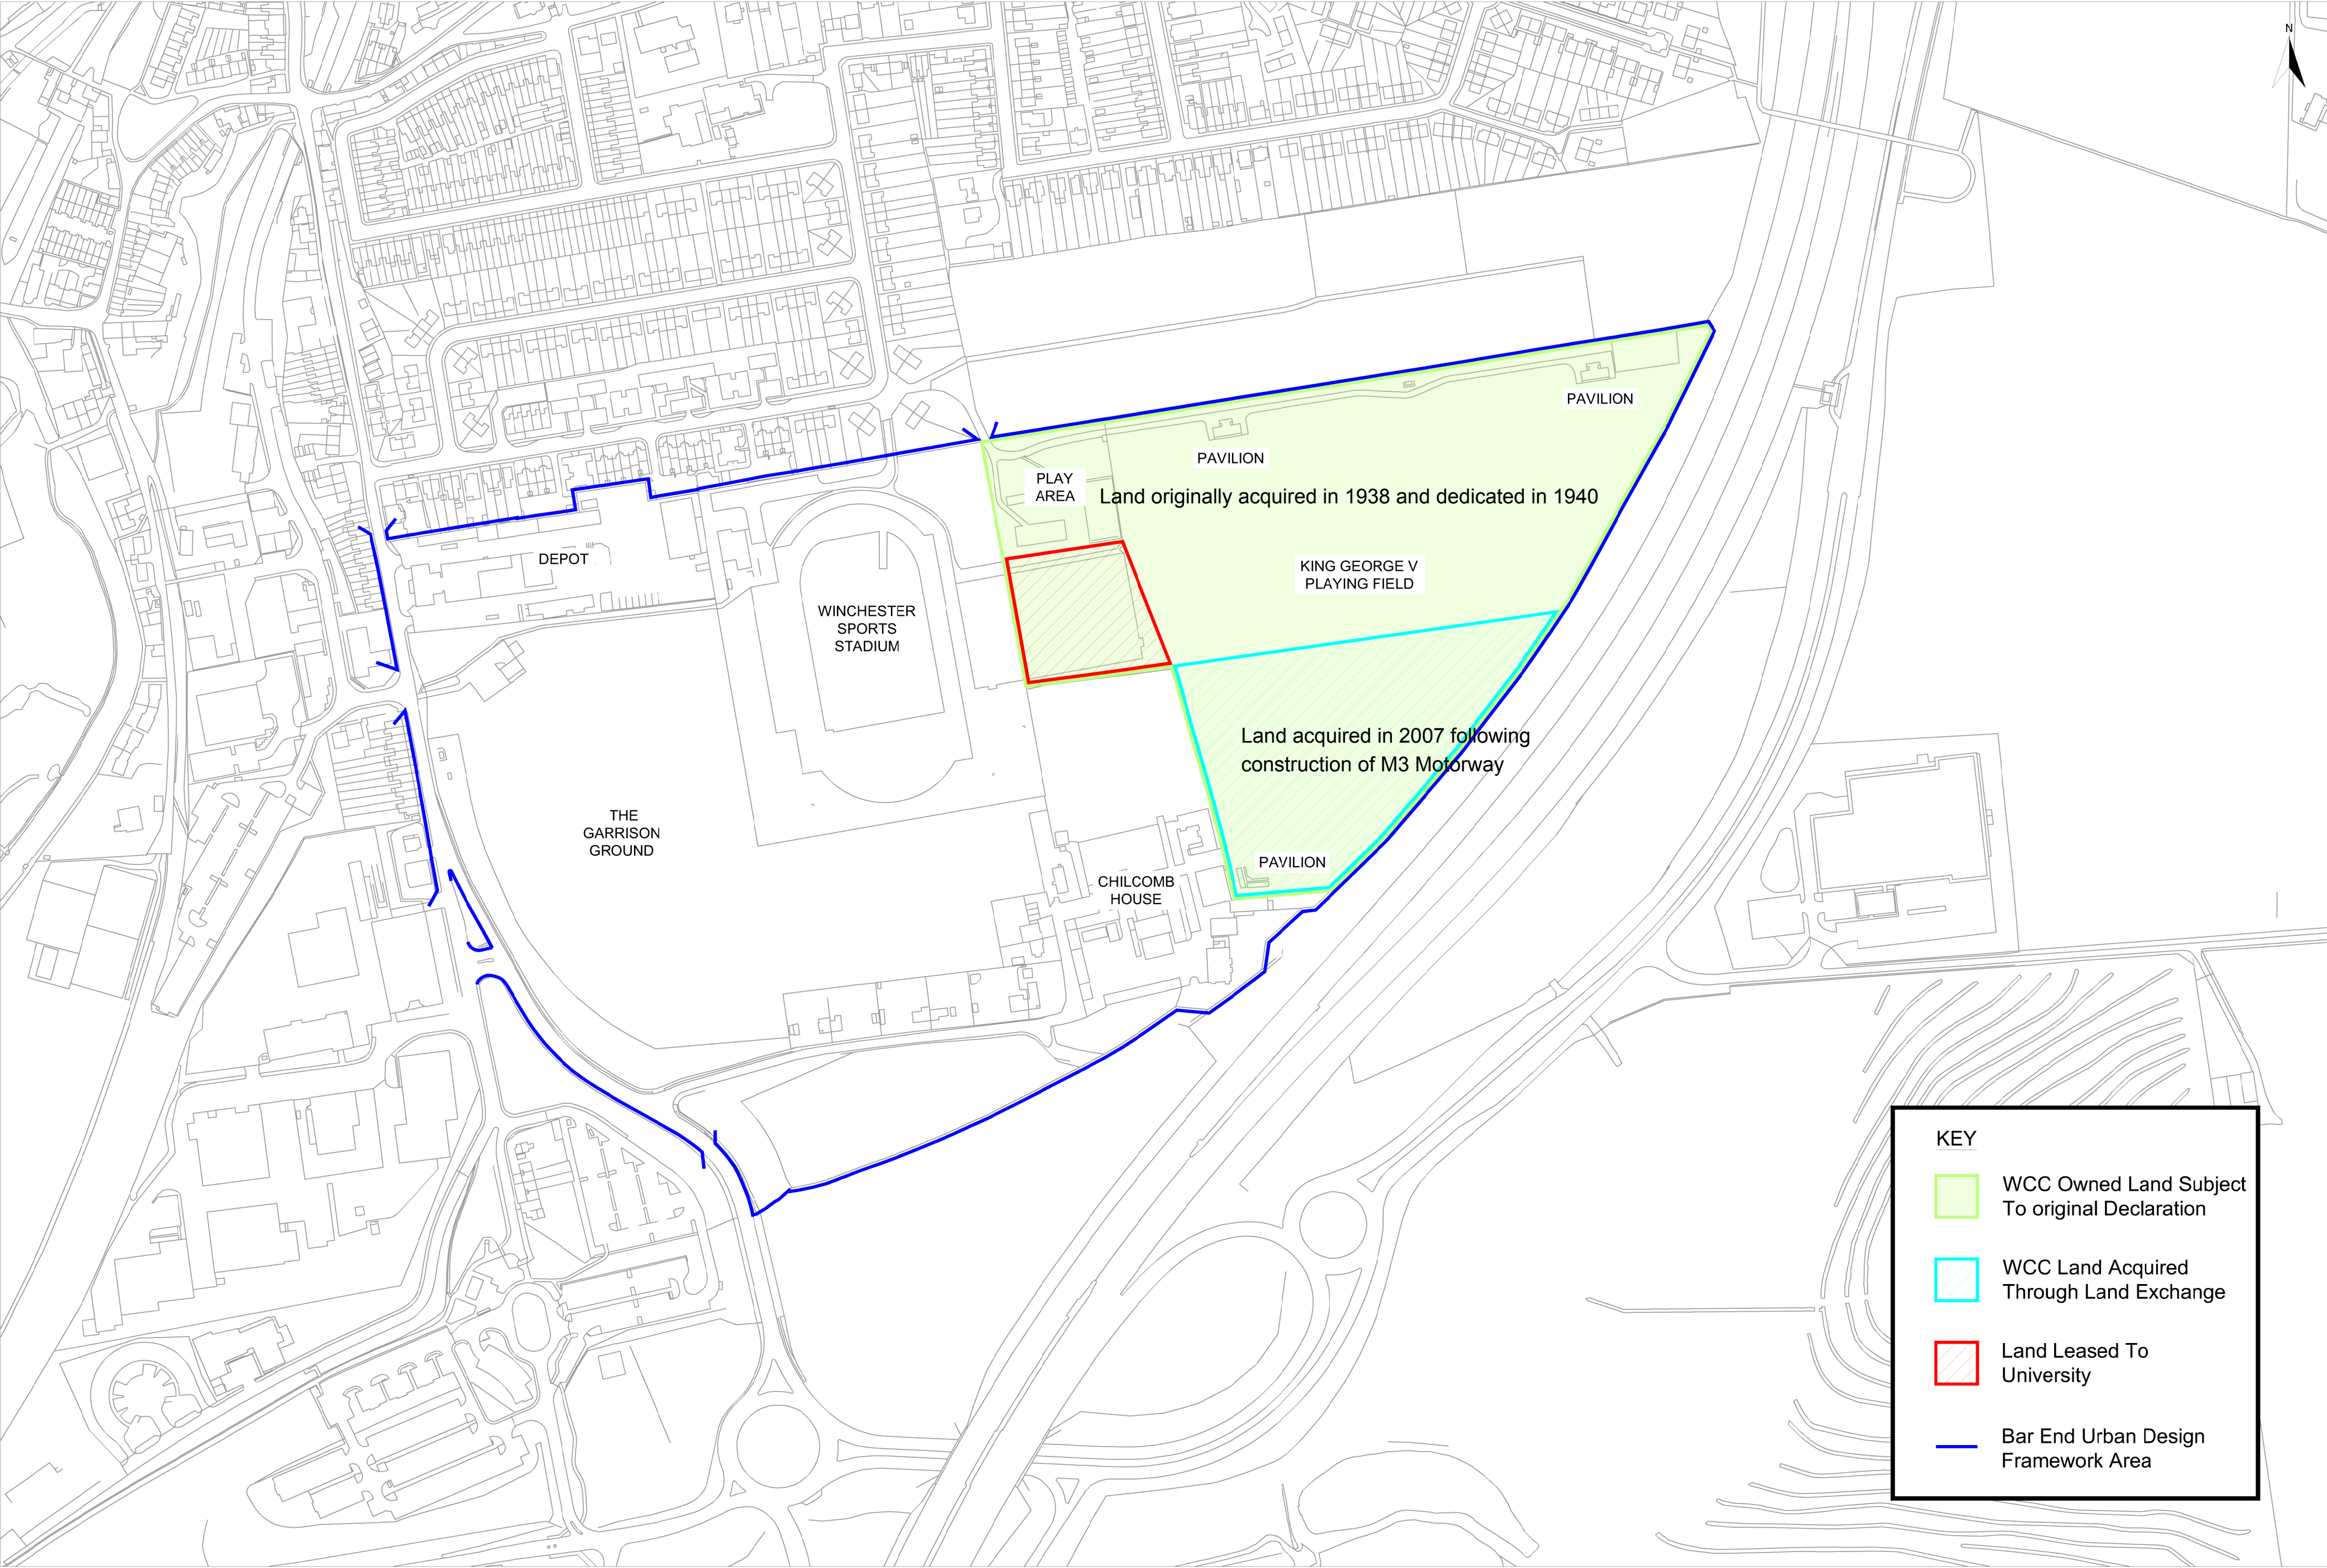 N
PAVILION
PAVILION
PLAY
AREA
Land originally acquired in 1938 and dedicated in 1940
DEPOT
KING GEORGE V
PLAYING FIELD
WINCHESTER
SPORTS
STADIUM
Land acquired in 2007 following
construction of M3 Motorway
THE
GARRISON
GROUND
PAVILION
CHILCOMB
HOUSE
KEY
WCC Owned Land Subject
To original Declaration
WCC Land Acquired
Through Land Exchange
Land Leased To
University
Bar End Urban Design
Framework Area